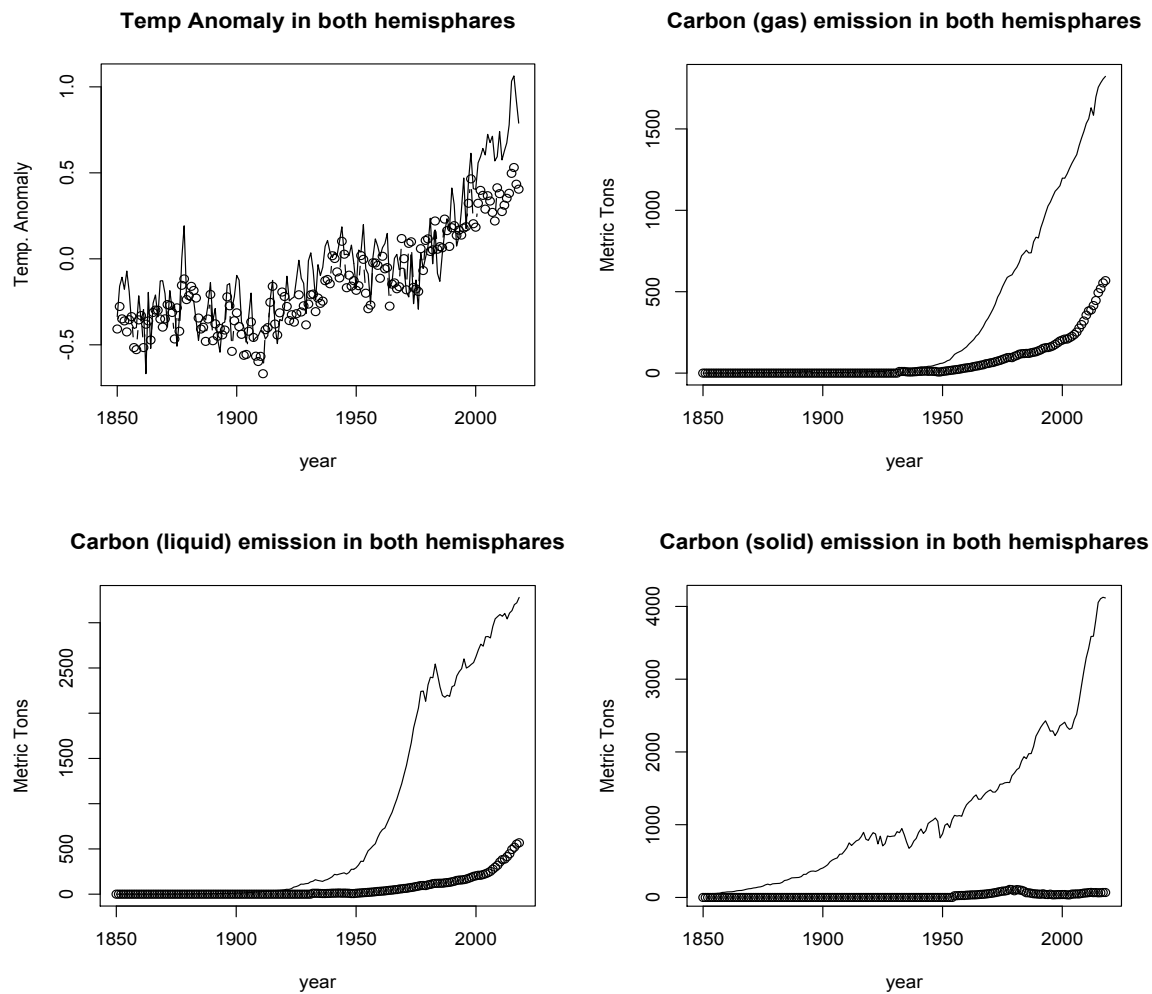 Temp Anomaly in both hemisphares
Temp. Anomaly
1.0
0.5
0.0
-0.5
1850 1900 1950 2000
year
Carbon (gas) emission in both hemisphares
Metric Tons
1500
1000
500
0
1850 1900 1950 2000
year
Carbon (liquid) emission in both hemisphares
Metric Tons
2500
1500
500
0
1850 1900 1950 2000
year
Carbon (solid) emission in both hemisphares
Metric Tons
4000
3000
2000
1000
0
1850 1900 1950 2000
year